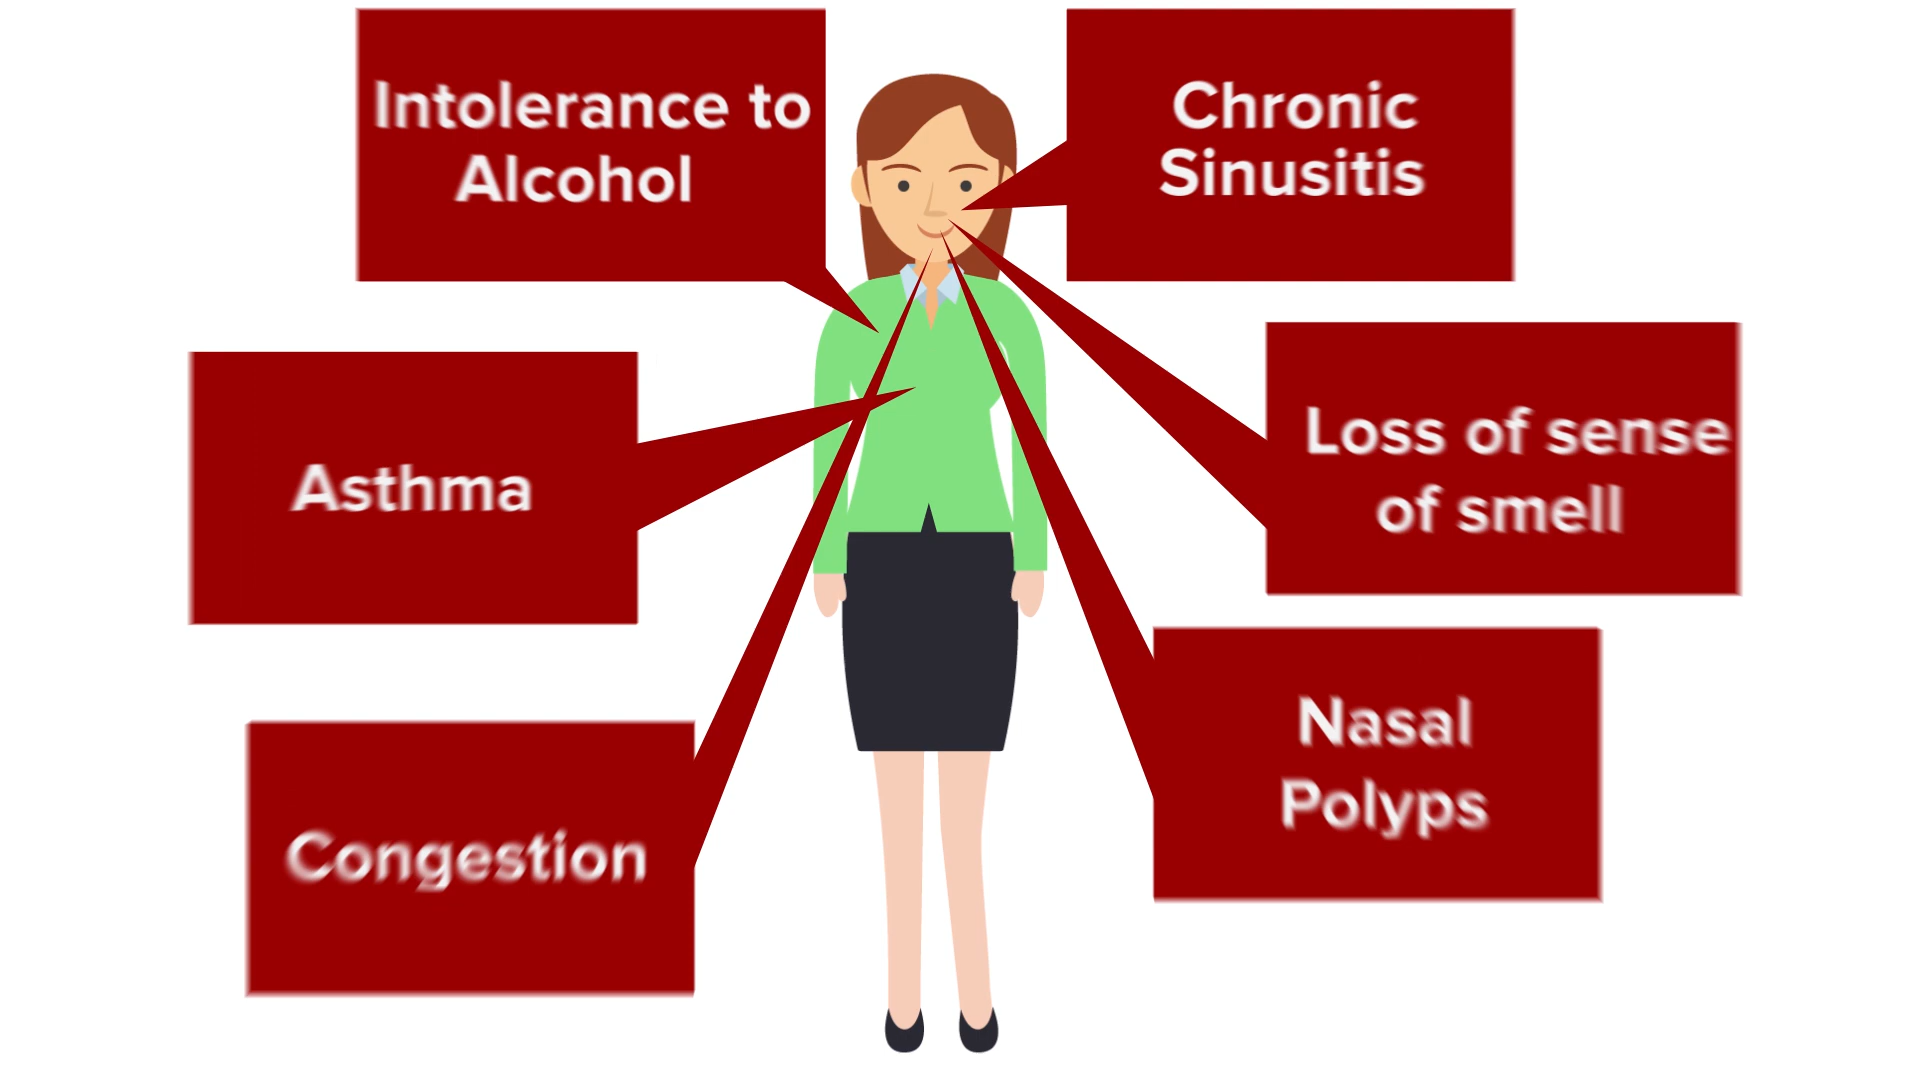 Intolerance to
Alcohol
Chronic
Sinusitis
Asthma
Loss of sense
of smell
Congestion
Nasal
Polyps